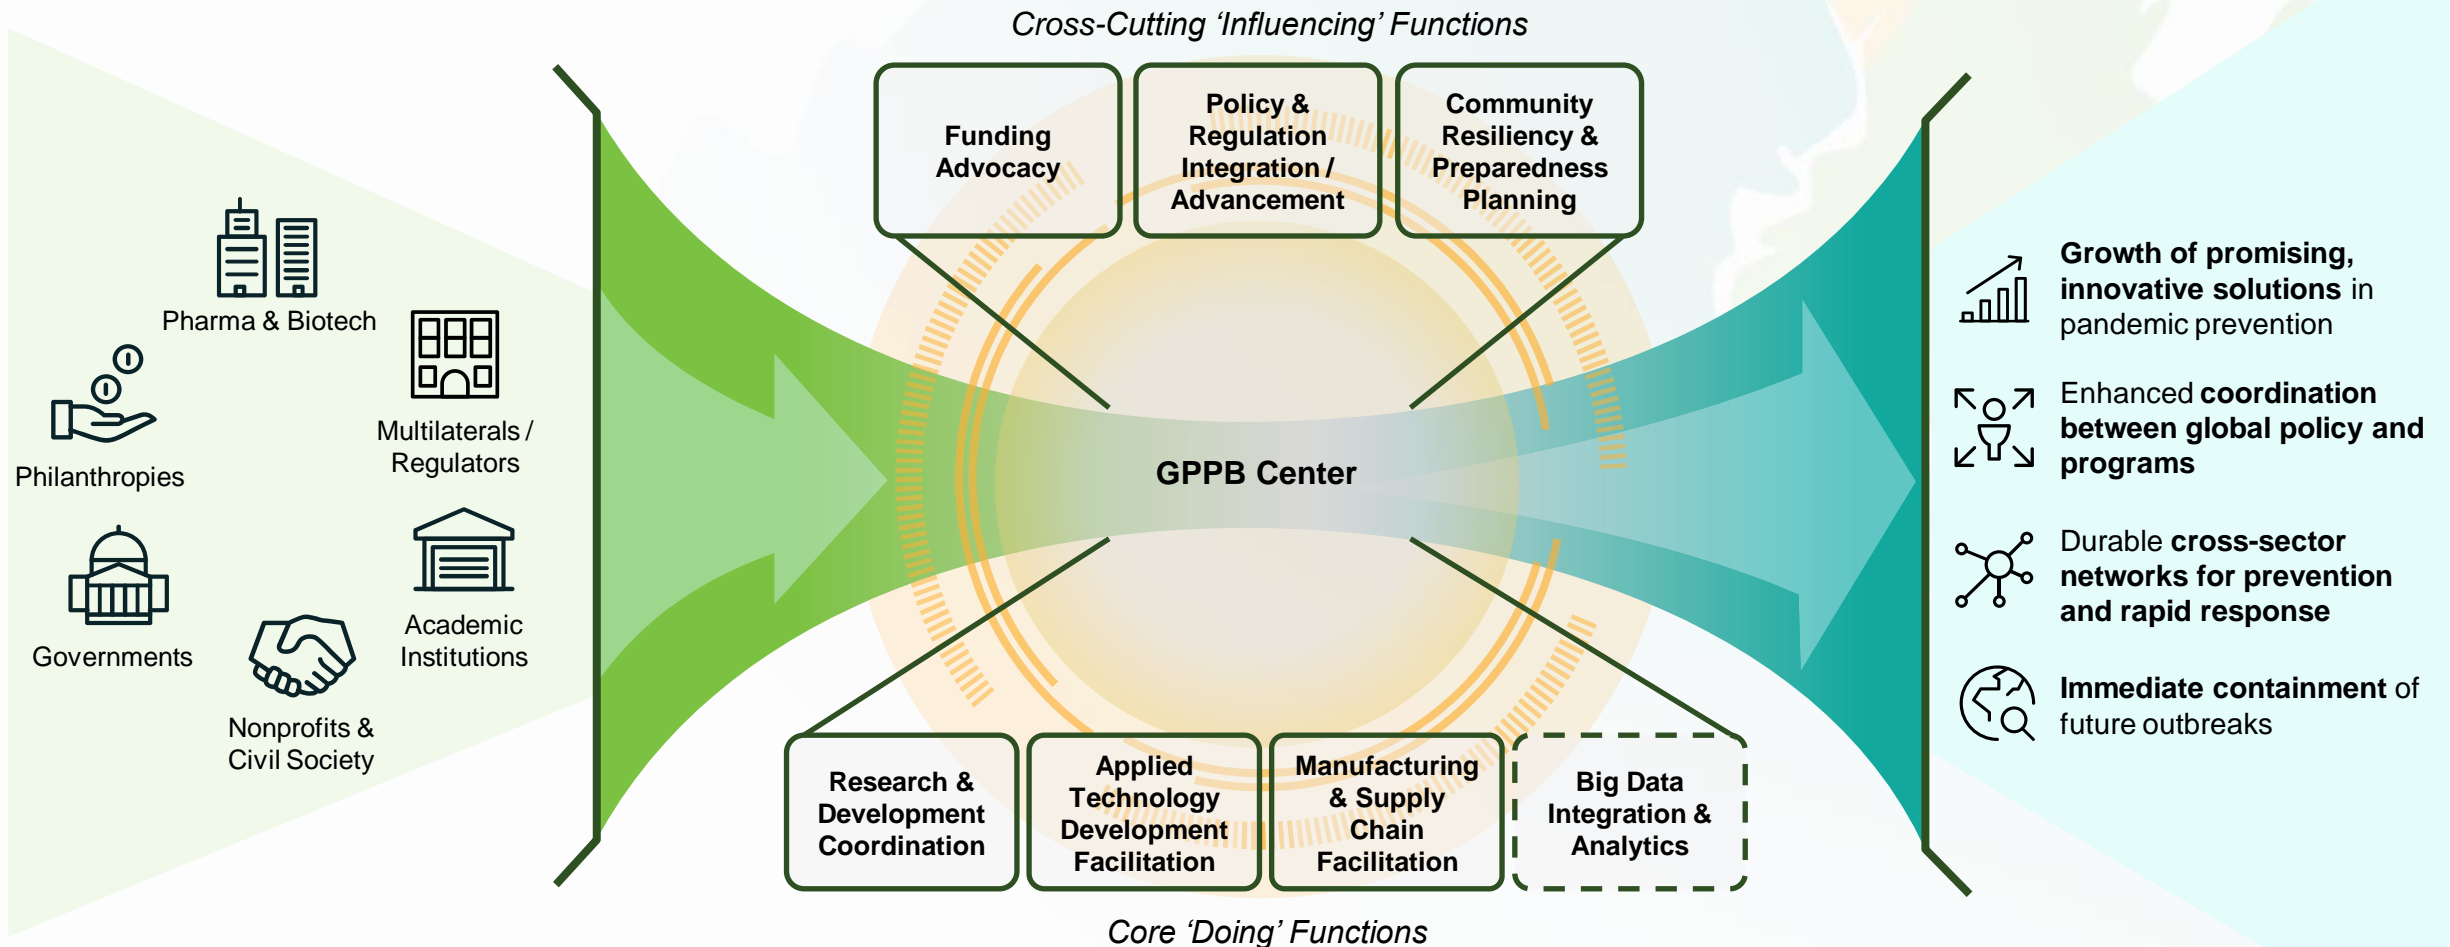 Cross-Cutting ‘Influencing’ Functions
Funding
Advocacy
Policy &
Regulation
Integration /
Advancement
Community
Resiliency &
Preparedness
Planning
Pharma & Biotech
Multilaterals /
Regulators
Philanthropies
Governments
Academic
Institutions
Nonprofits &
Civil Society
GPPB Center
Growth of promising,
innovative solutions in
pandemic prevention
Enhanced coordination
between global policy and
programs
Durable cross-sector
networks for prevention
and rapid response
Immediate containment of
future outbreaks
Research &
Development
Coordination
Applied
Technology
Development
Facilitation
Manufacturing
& Supply
Chain
Facilitation
Big Data
Integration &
Analytics
Core ‘Doing’ Functions